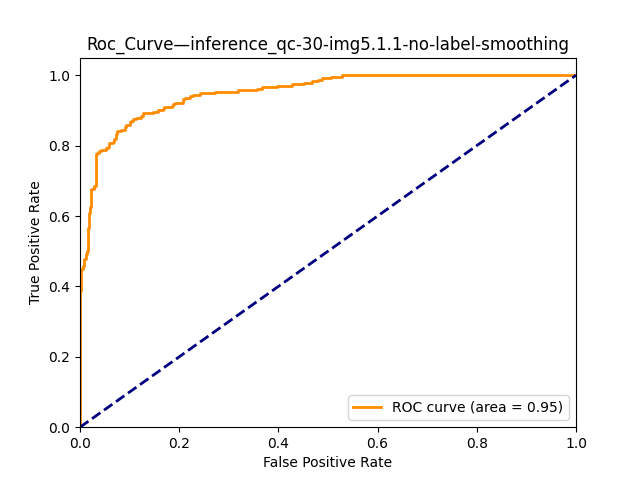 Roc_Curve—inference_qc-30-img5.1.1-no-label-smoothing
1.0
0.8
0.6
0.4
0.2
0.0
True Positive Rate
ROC curve (area = 0.95)
0.0 0.2 0.4 0.6 0.8 1.0
False Positive Rate